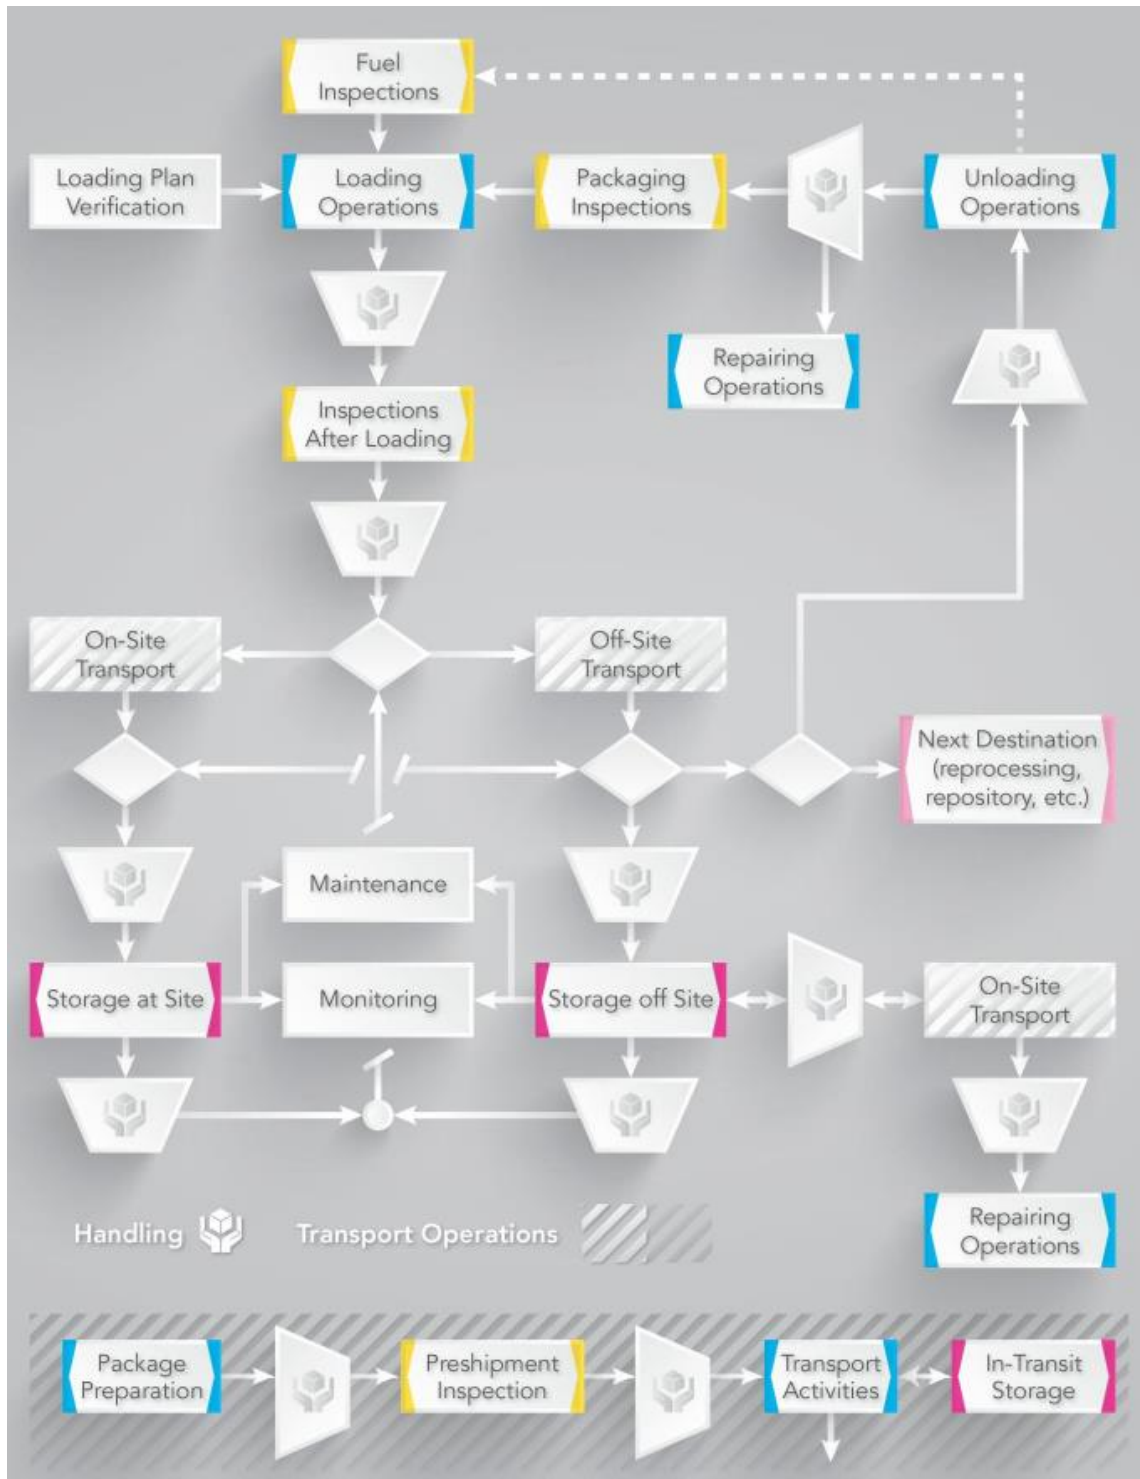 Fuel
Inspections
Loading Plan
Verification
Loading
Operations
Packaging
Inspections
Unloading
Operations
Repairing
Operations
Inspections
After Loading
On-Site
Transport
Off-Site
Transport
Next Destination
(reprocessing,
repository, etc.)
Maintenance
Storage at Site
Monitoring
Storage off Site
On-Site
Transport
Handling
Transport Operations
Repairing
Operations
Package
Preparation
Preshipment
Inspection
Transport
Activities
In-Transit
Storage